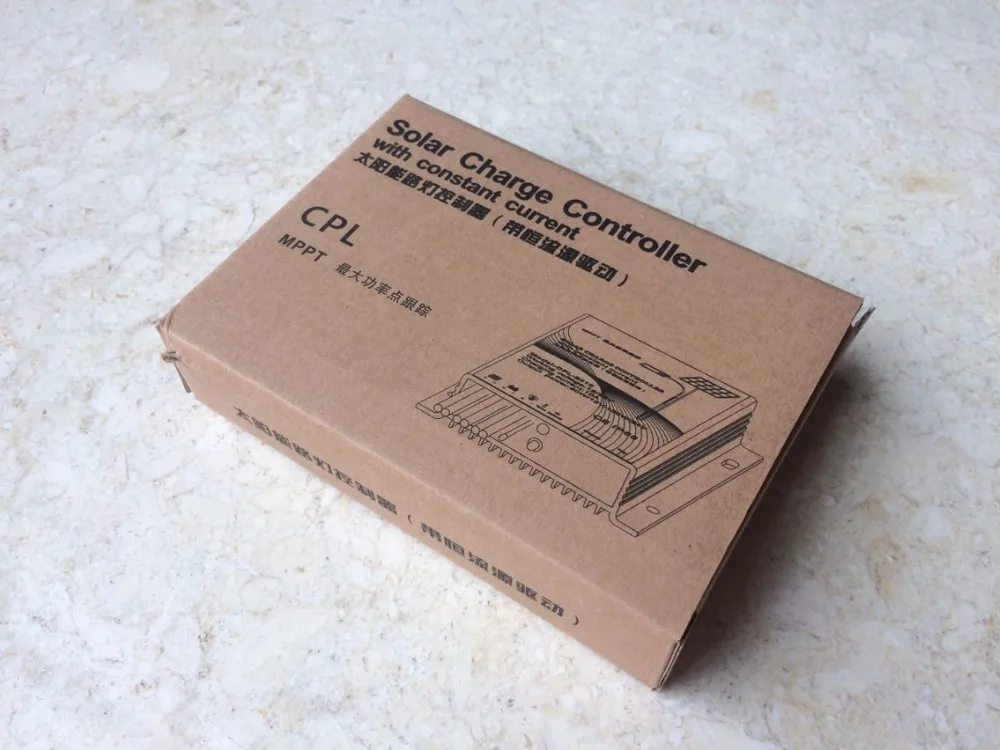 Solar Charge Controller
with constant current
太阳能路灯控制器(带恒流源驱动)
CPL
MPPT 最大功率点跟踪
太阳能路灯控制器(带恒流源驱动)